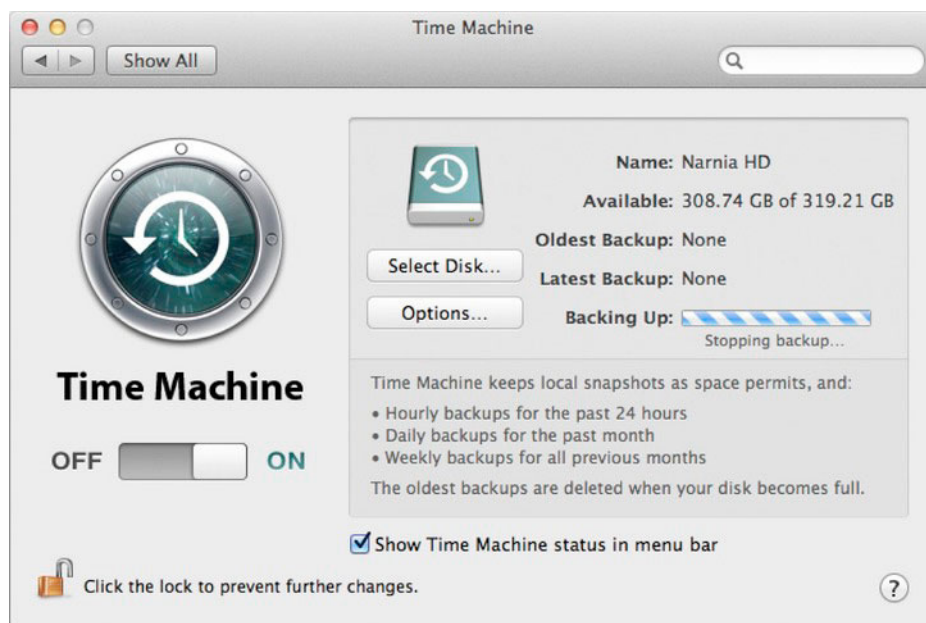 Time Machine
Show All
Name: Narnia HD
Available: 308.74 GB of 319.21 GB
Oldest Backup: None
Select Disk...
Latest Backup: None
Options...
Backing Up:
Stopping backup...
Time Machine
Time Machine keeps local snapshots as space permits, and:
• Hourly backups for the past 24 hours
• Daily backups for the past month
• Weekly backups for all previous months
The oldest backups are deleted when your disk becomes full.
OFF ON
Show Time Machine status in menu bar
Click the lock to prevent further changes.
?